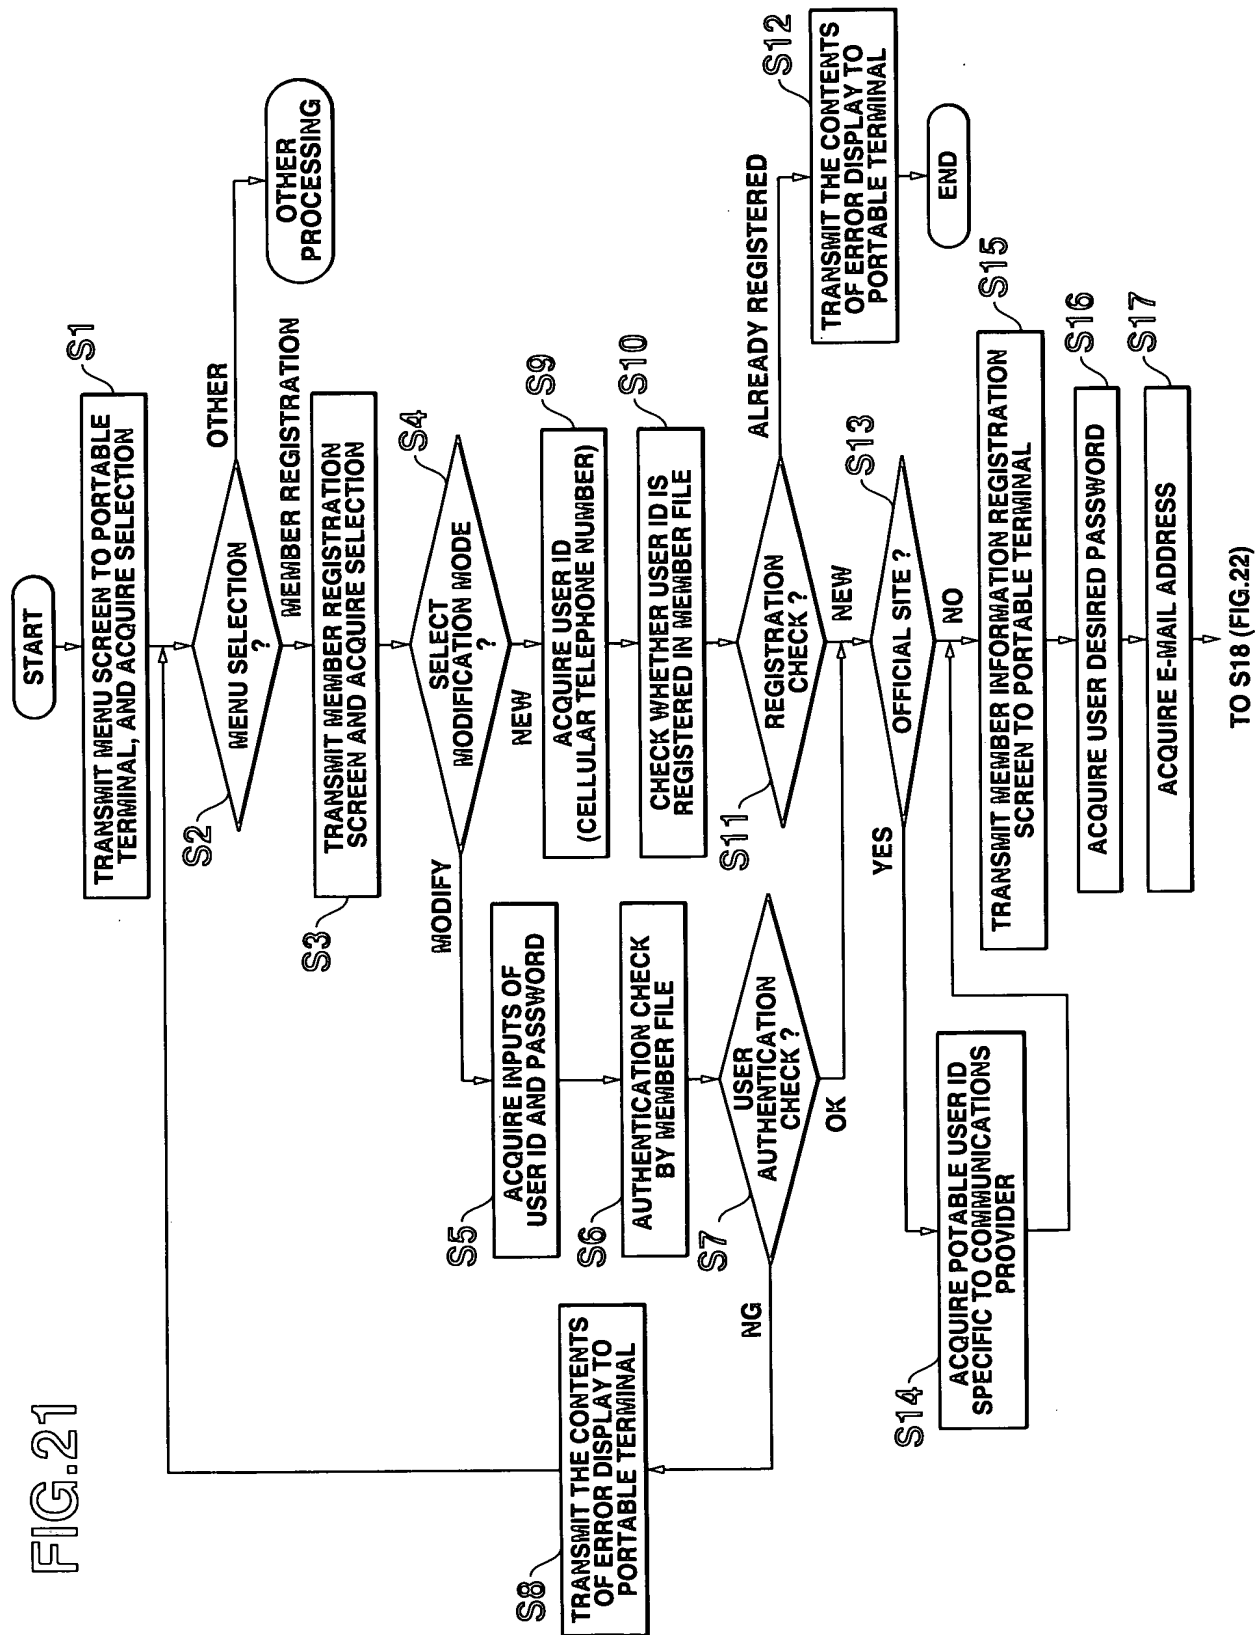 FIG.21
START
S1
TRANSMIT MENU SCREEN TO PORTABLE
TERMINAL, AND ACQUIRE SELECTION
S2
MENU SELECTION
?
OTHER
OTHER
PROCESSING
MEMBER REGISTRATION
S3
TRANSMIT MEMBER REGISTRATION
SCREEN AND ACQUIRE SELECTION
S4
SELECT
MODIFICATION MODE
?
MODIFY
NEW
S5
ACQUIRE INPUTS OF
USER ID AND PASSWORD
S6
AUTHENTICATION CHECK
BY MEMBER FILE
S7
USER
AUTHENTICATION
CHECK ?
NG
OK
S8
TRANSMIT THE CONTENTS
OF ERROR DISPLAY TO
PORTABLE TERMINAL
S9
ACQUIRE USER ID
(CELLULAR TELEPHONE NUMBER)
S10
CHECK WHETHER USER ID IS
REGISTERED IN MEMBER FILE
S11
REGISTRATION
CHECK ?
ALREADY REGISTERED
NEW
S12
TRANSMIT THE CONTENTS
OF ERROR DISPLAY TO
PORTABLE TERMINAL
END
S13
OFFICIAL SITE ?
YES
NO
S14
ACQUIRE POTABLE USER ID
SPECIFIC TO COMMUNICATIONS
PROVIDER
S15
TRANSMIT MEMBER INFORMATION REGISTRATION
SCREEN TO PORTABLE TERMINAL
S16
ACQUIRE USER DESIRED PASSWORD
S17
ACQUIRE E-MAIL ADDRESS
TO S18 (FIG.22)